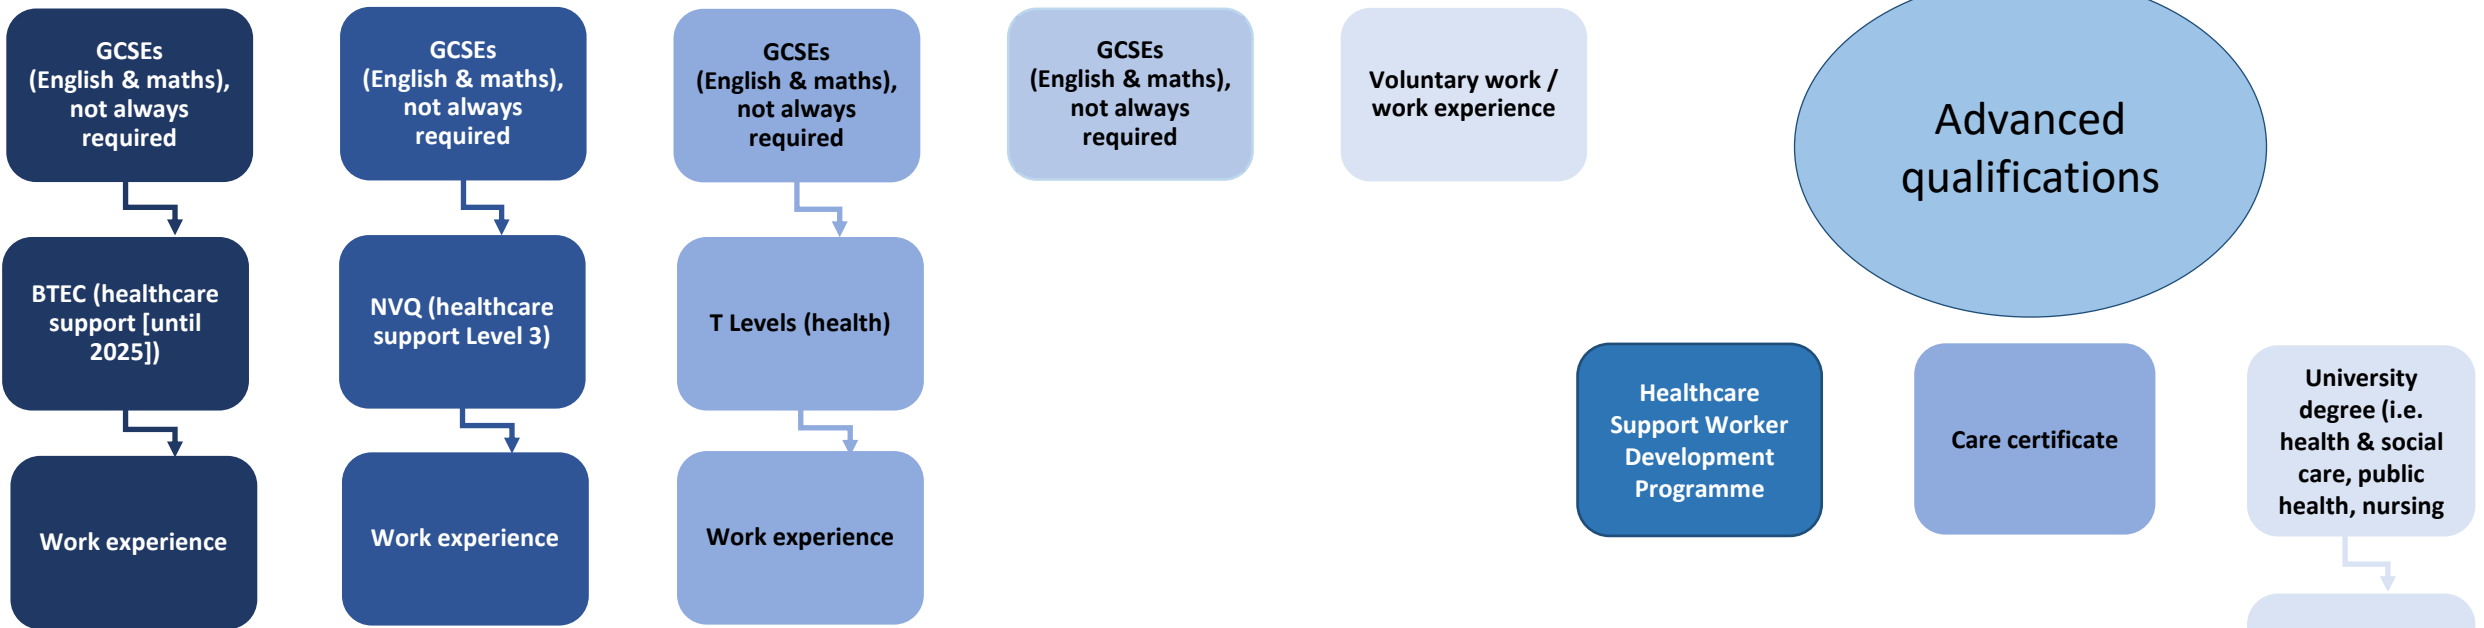 GCSEs
(English & maths),
not always
required
GCSEs
(English & maths),
not always
required
GCSEs
(English & maths),
not always
required
GCSEs
(English & maths),
not always
required
Voluntary work /
work experience
Advanced
qualifications
BTEC (healthcare
support [until
2025])
NVQ (healthcare
support Level 3)
T Levels (health)
Healthcare
Support Worker
Development
Programme
Care certificate
University
degree (i.e.
health & social
care, public
health, nursing
Work experience
Work experience
Work experience